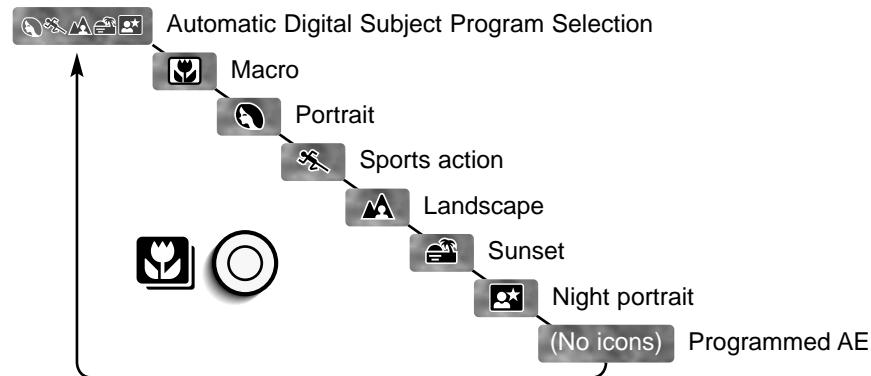 Automatic Digital Subject Program Selection
Macro
Portrait
Sports action
Landscape
Sunset
Night portrait
(No icons) Programmed AE